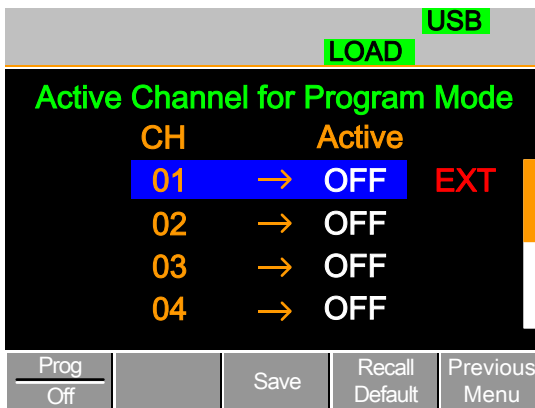 USB
LOAD
Active Channel for Program Mode
CH Active
01 → OFF EXT
02 → OFF
03 → OFF
04 → OFF
Prog Recall Previous
Save
Off Default Menu